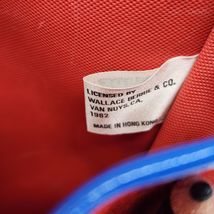 LICENSED BY
WALLACE BERRIE & CO.
VAN NUYS, CA.
1982
MADE IN HONG KONG